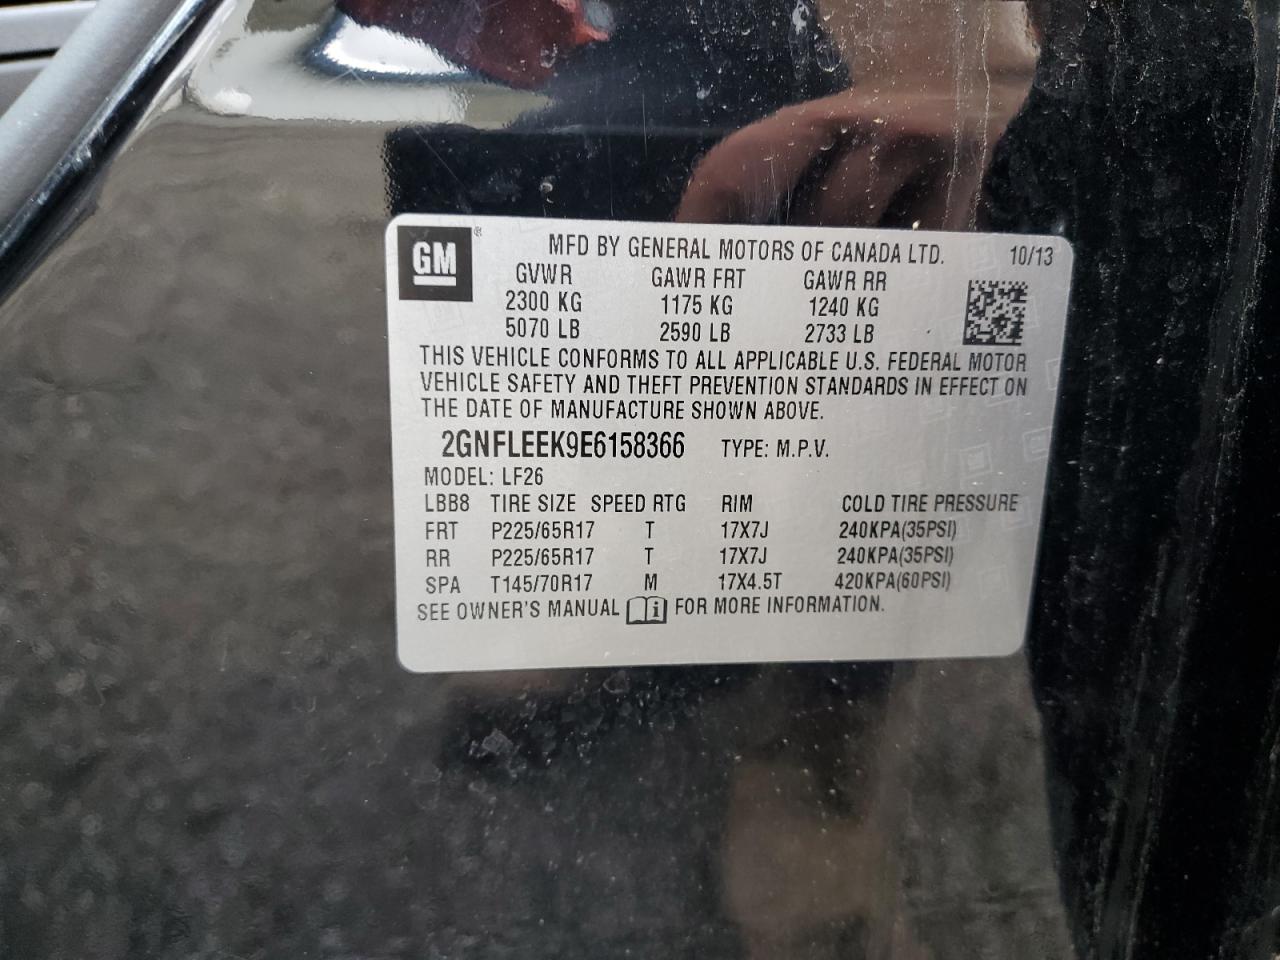 GM®
MFD BY GENERAL MOTORS OF CANADA LTD. 10/13
GVWR GAWR FRT GAWR RR
2300 KG 1175 KG 1240 KG
5070 LB 2590 LB 2733 LB
THIS VEHICLE CONFORMS TO ALL APPLICABLE U.S. FEDERAL MOTOR
VEHICLE SAFETY AND THEFT PREVENTION STANDARDS IN EFFECT ON
THE DATE OF MANUFACTURE SHOWN ABOVE.
2GNFLEEK9E6158366 TYPE: M.P.V.
MODEL: LF26
LBB8 TIRE SIZE SPEED RTG RIM COLD TIRE PRESSURE
FRT P225/65R17 T 17X7J 240KPA(35PSI)
RR P225/65R17 T 17X7J 240KPA(35PSI)
SPA T145/70R17 M 17X4.5T 420KPA(60PSI)
SEE OWNER'S MANUAL i FOR MORE INFORMATION.